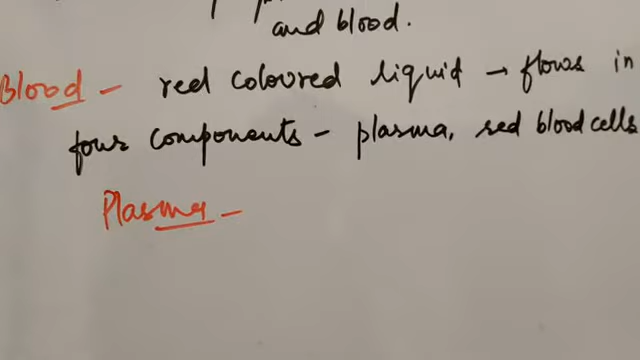 and blood.
Blood - red coloured liquid → flows in
four components - plasma, red blood cells
Plasma -